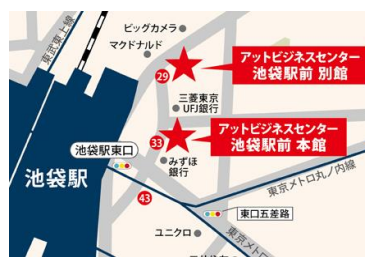 ビックカメラ
マクドナルド
東武東上線
29
アットビジネスセンター
池袋駅前 別館
三菱東京
UFJ銀行
33
アットビジネスセンター
池袋駅前 本館
池袋駅東口
みずほ
銀行
池袋駅
43
東京メトロ丸ノ内線
東口五差路
ユニクロ
東京メトロ